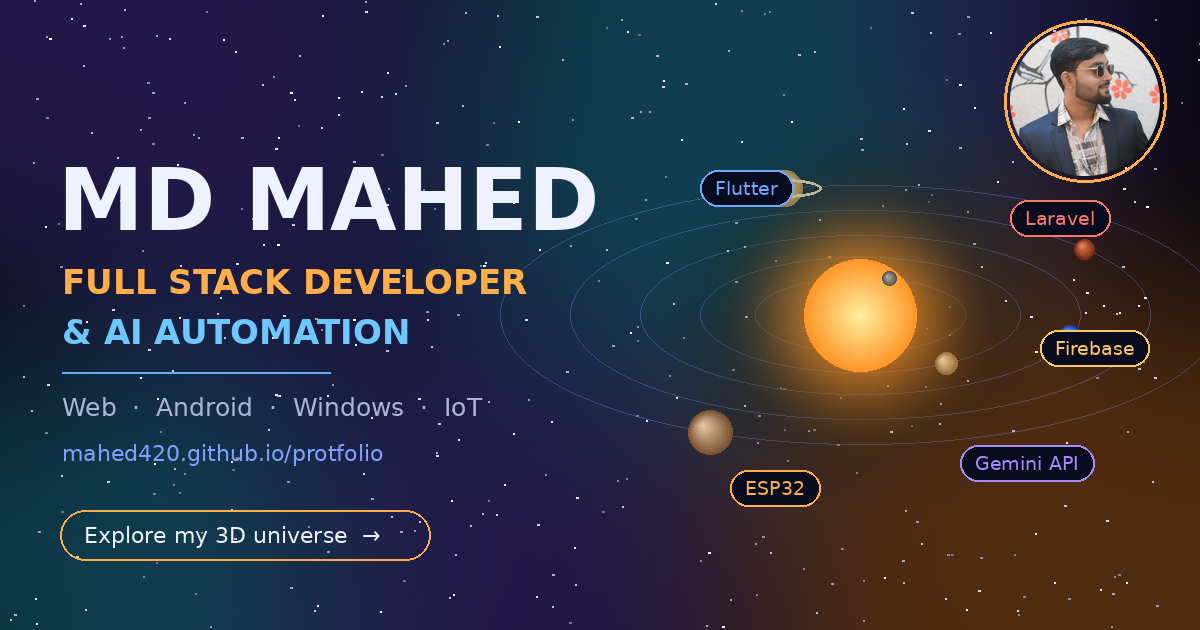 MD MAHED
FULL STACK DEVELOPER
& AI AUTOMATION
Web · Android · Windows · IoT
mahed420.github.io/protfolio
Explore my 3D universe →
Flutter
Laravel
Firebase
Gemini API
ESP32